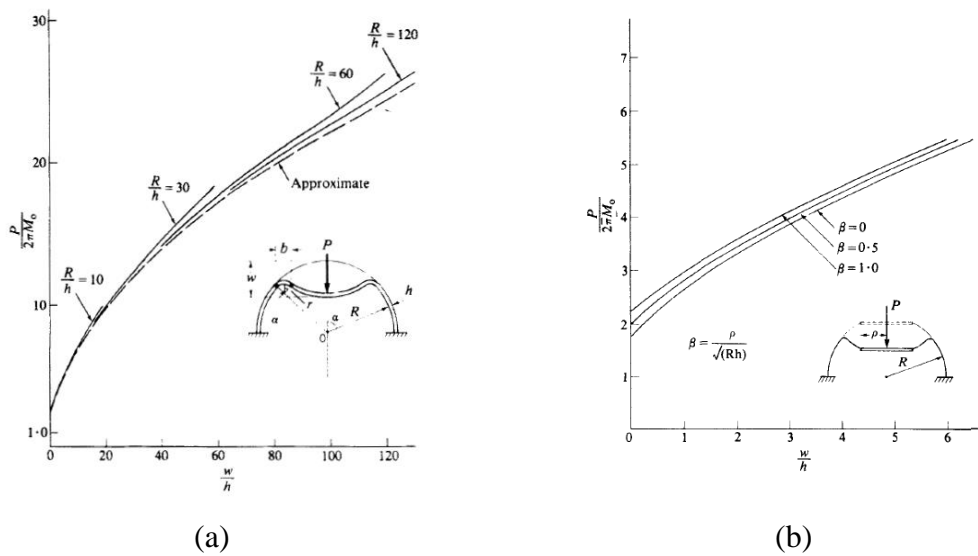 30
20
10
1·0
P
2πM₀
R/h = 10
R/h = 30
R/h = 60
R/h = 120
Approximate
b
P
w
r
h
R
α
α
O
0 20 40 60 80 100 120
w
h
(a)
7
6
5
4
3
2
1
P
2πM₀
β = 0
β = 0·5
β = 1·0
β = ρ/√(Rh)
P
ρ
R
0 1 2 3 4 5 6
w
h
(b)